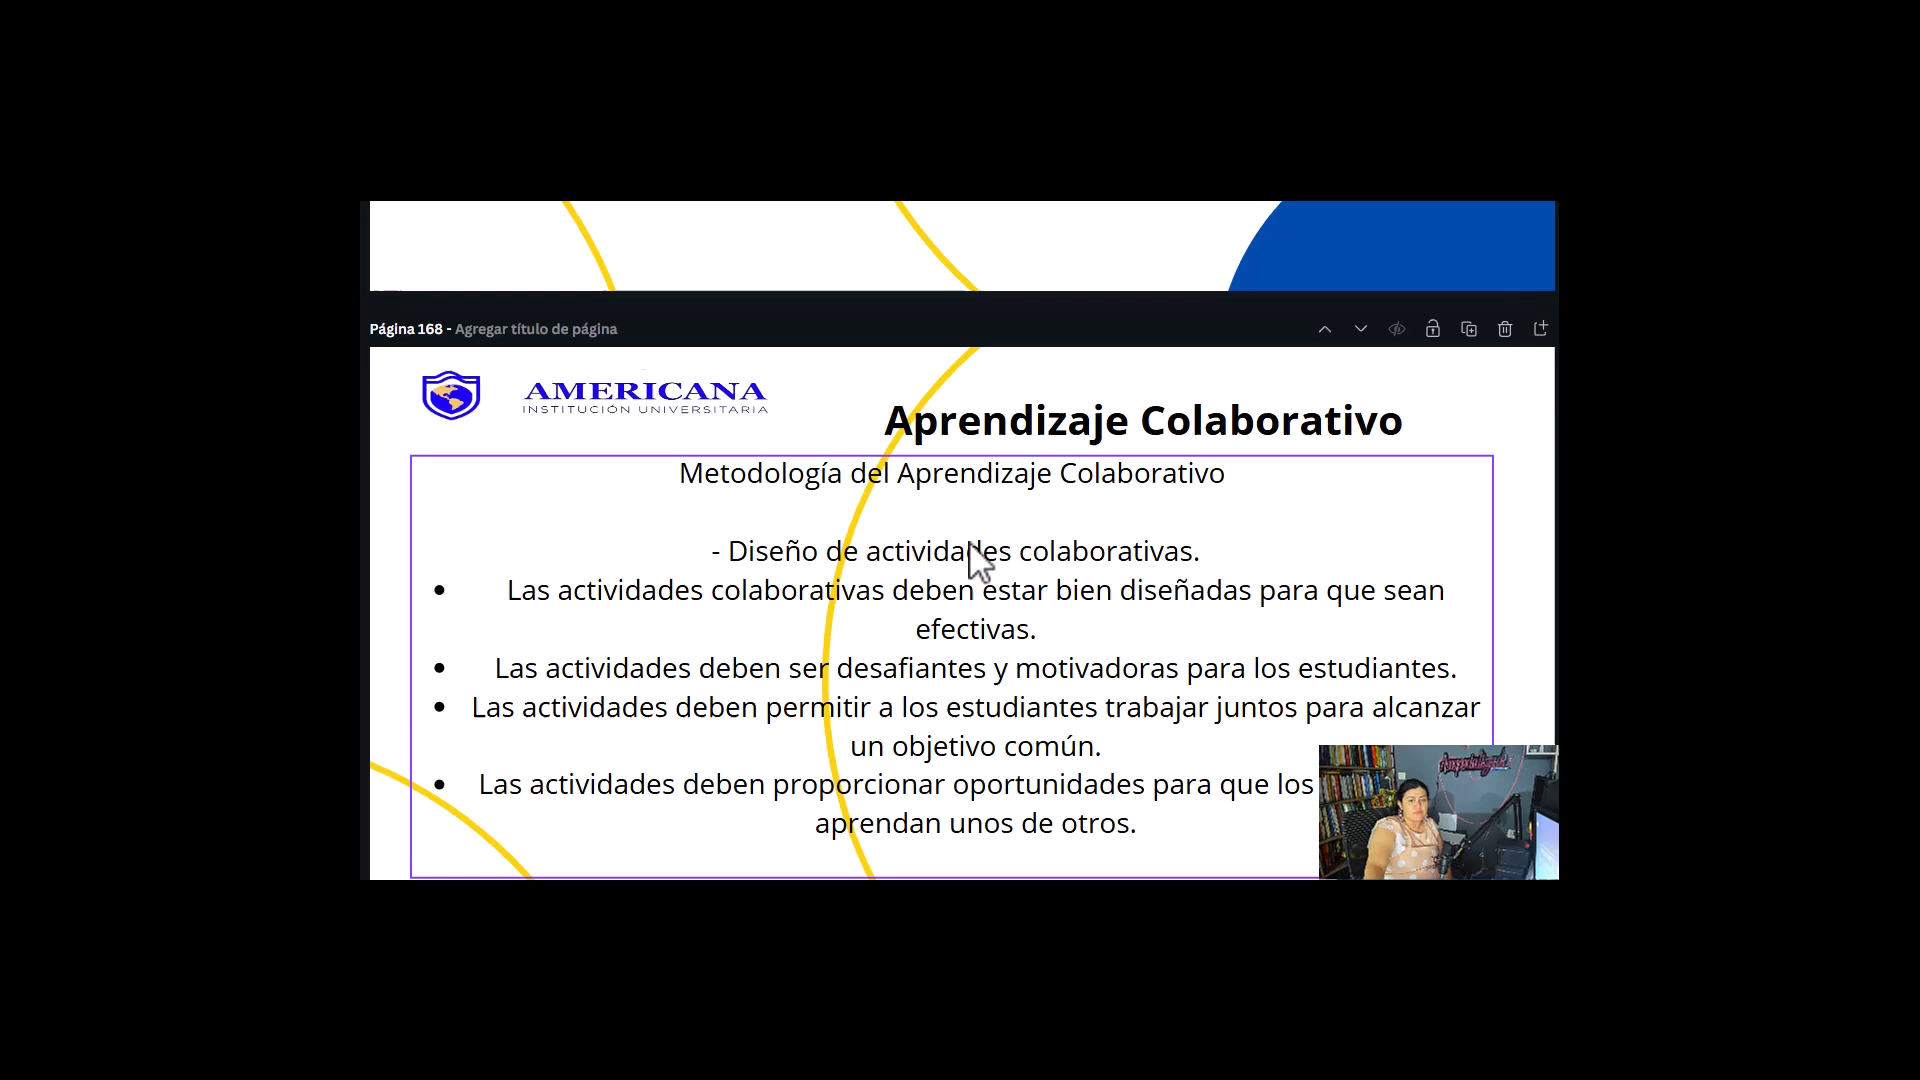 Página 168 - Agregar título de página
AMERICANA
INSTITUCIÓN UNIVERSITARIA
Aprendizaje Colaborativo
Metodología del Aprendizaje Colaborativo
- Diseño de actividades colaborativas.
• Las actividades colaborativas deben estar bien diseñadas para que sean
efectivas.
• Las actividades deben ser desafiantes y motivadoras para los estudiantes.
• Las actividades deben permitir a los estudiantes trabajar juntos para alcanzar
un objetivo común.
• Las actividades deben proporcionar oportunidades para que los
aprendan unos de otros.